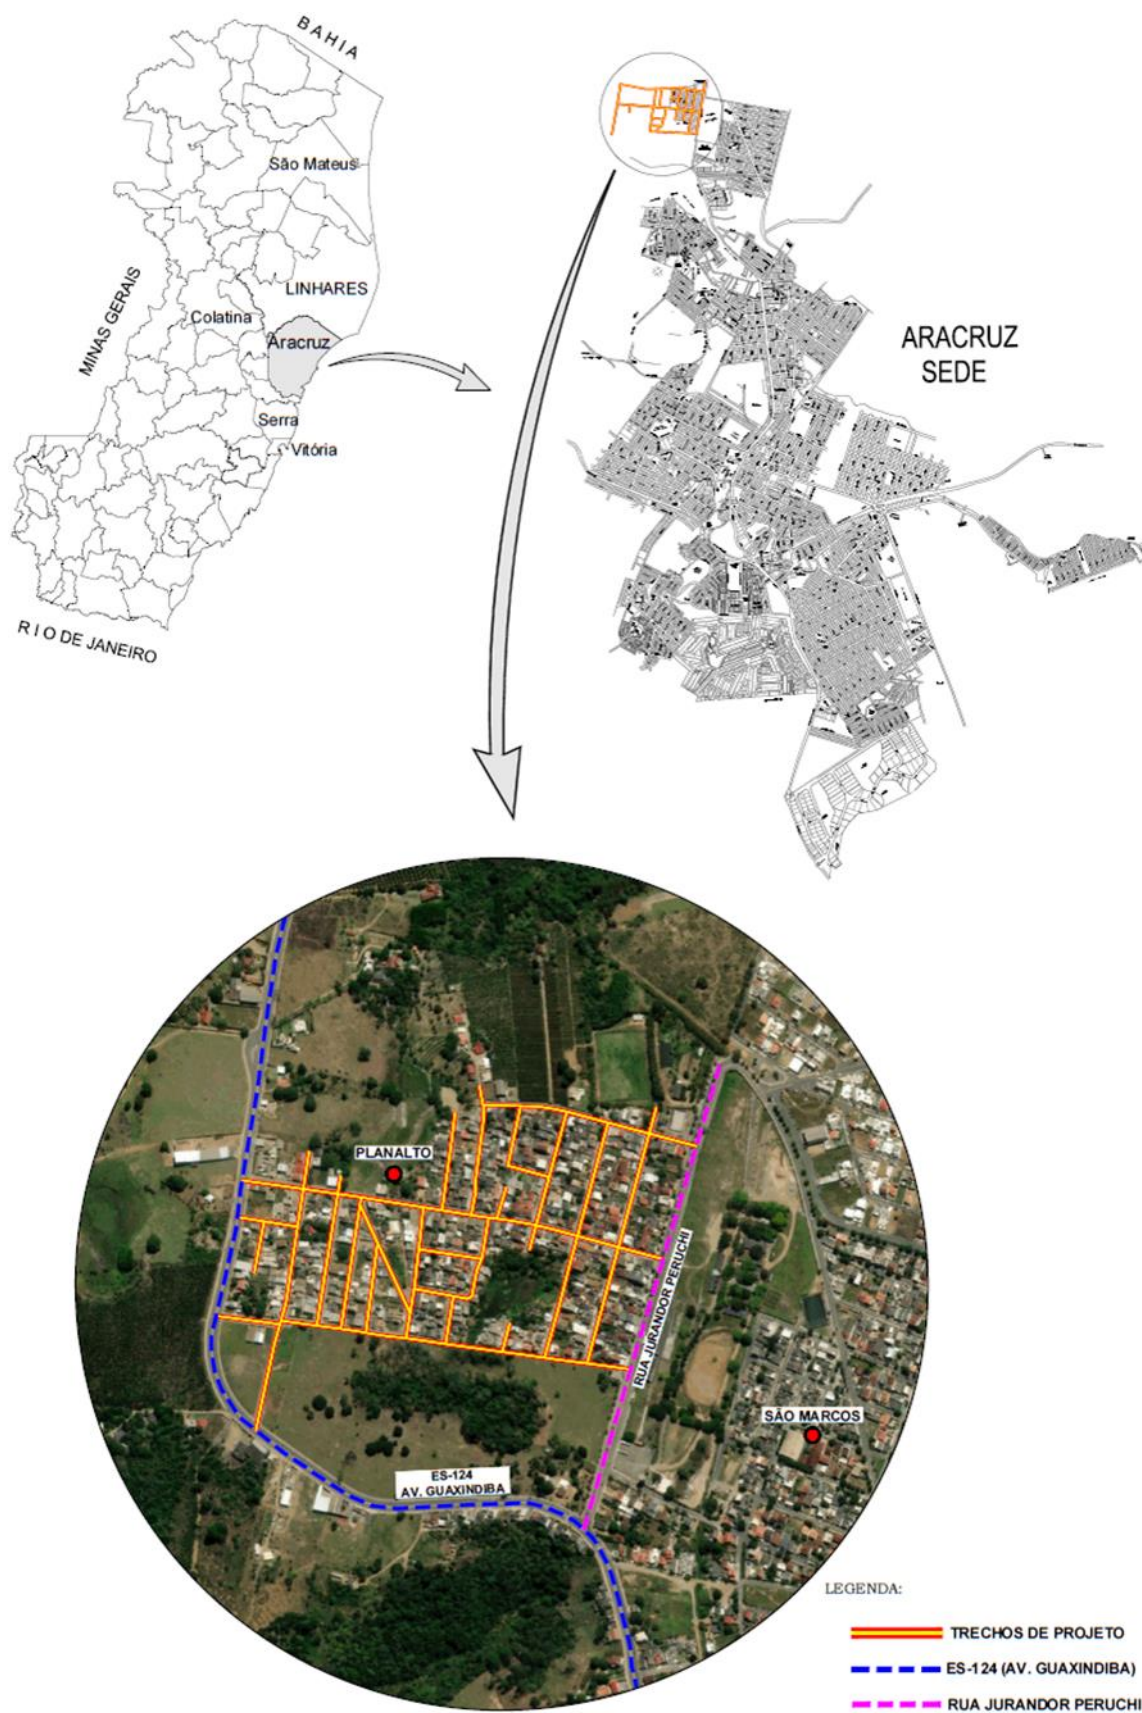 BAHIA
São Mateus
MINAS GERAIS
LINHARES
Colatina
Aracruz
Serra
Vitória
RIO DE JANEIRO
ARACRUZ
SEDE
PLANALTO
RUA JURANDOR PERUCHI
SÃO MARCOS
ES-124
AV. GUAXINDIBA
LEGENDA:
TRECHOS DE PROJETO
ES-124 (AV. GUAXINDIBA)
RUA JURANDOR PERUCHI